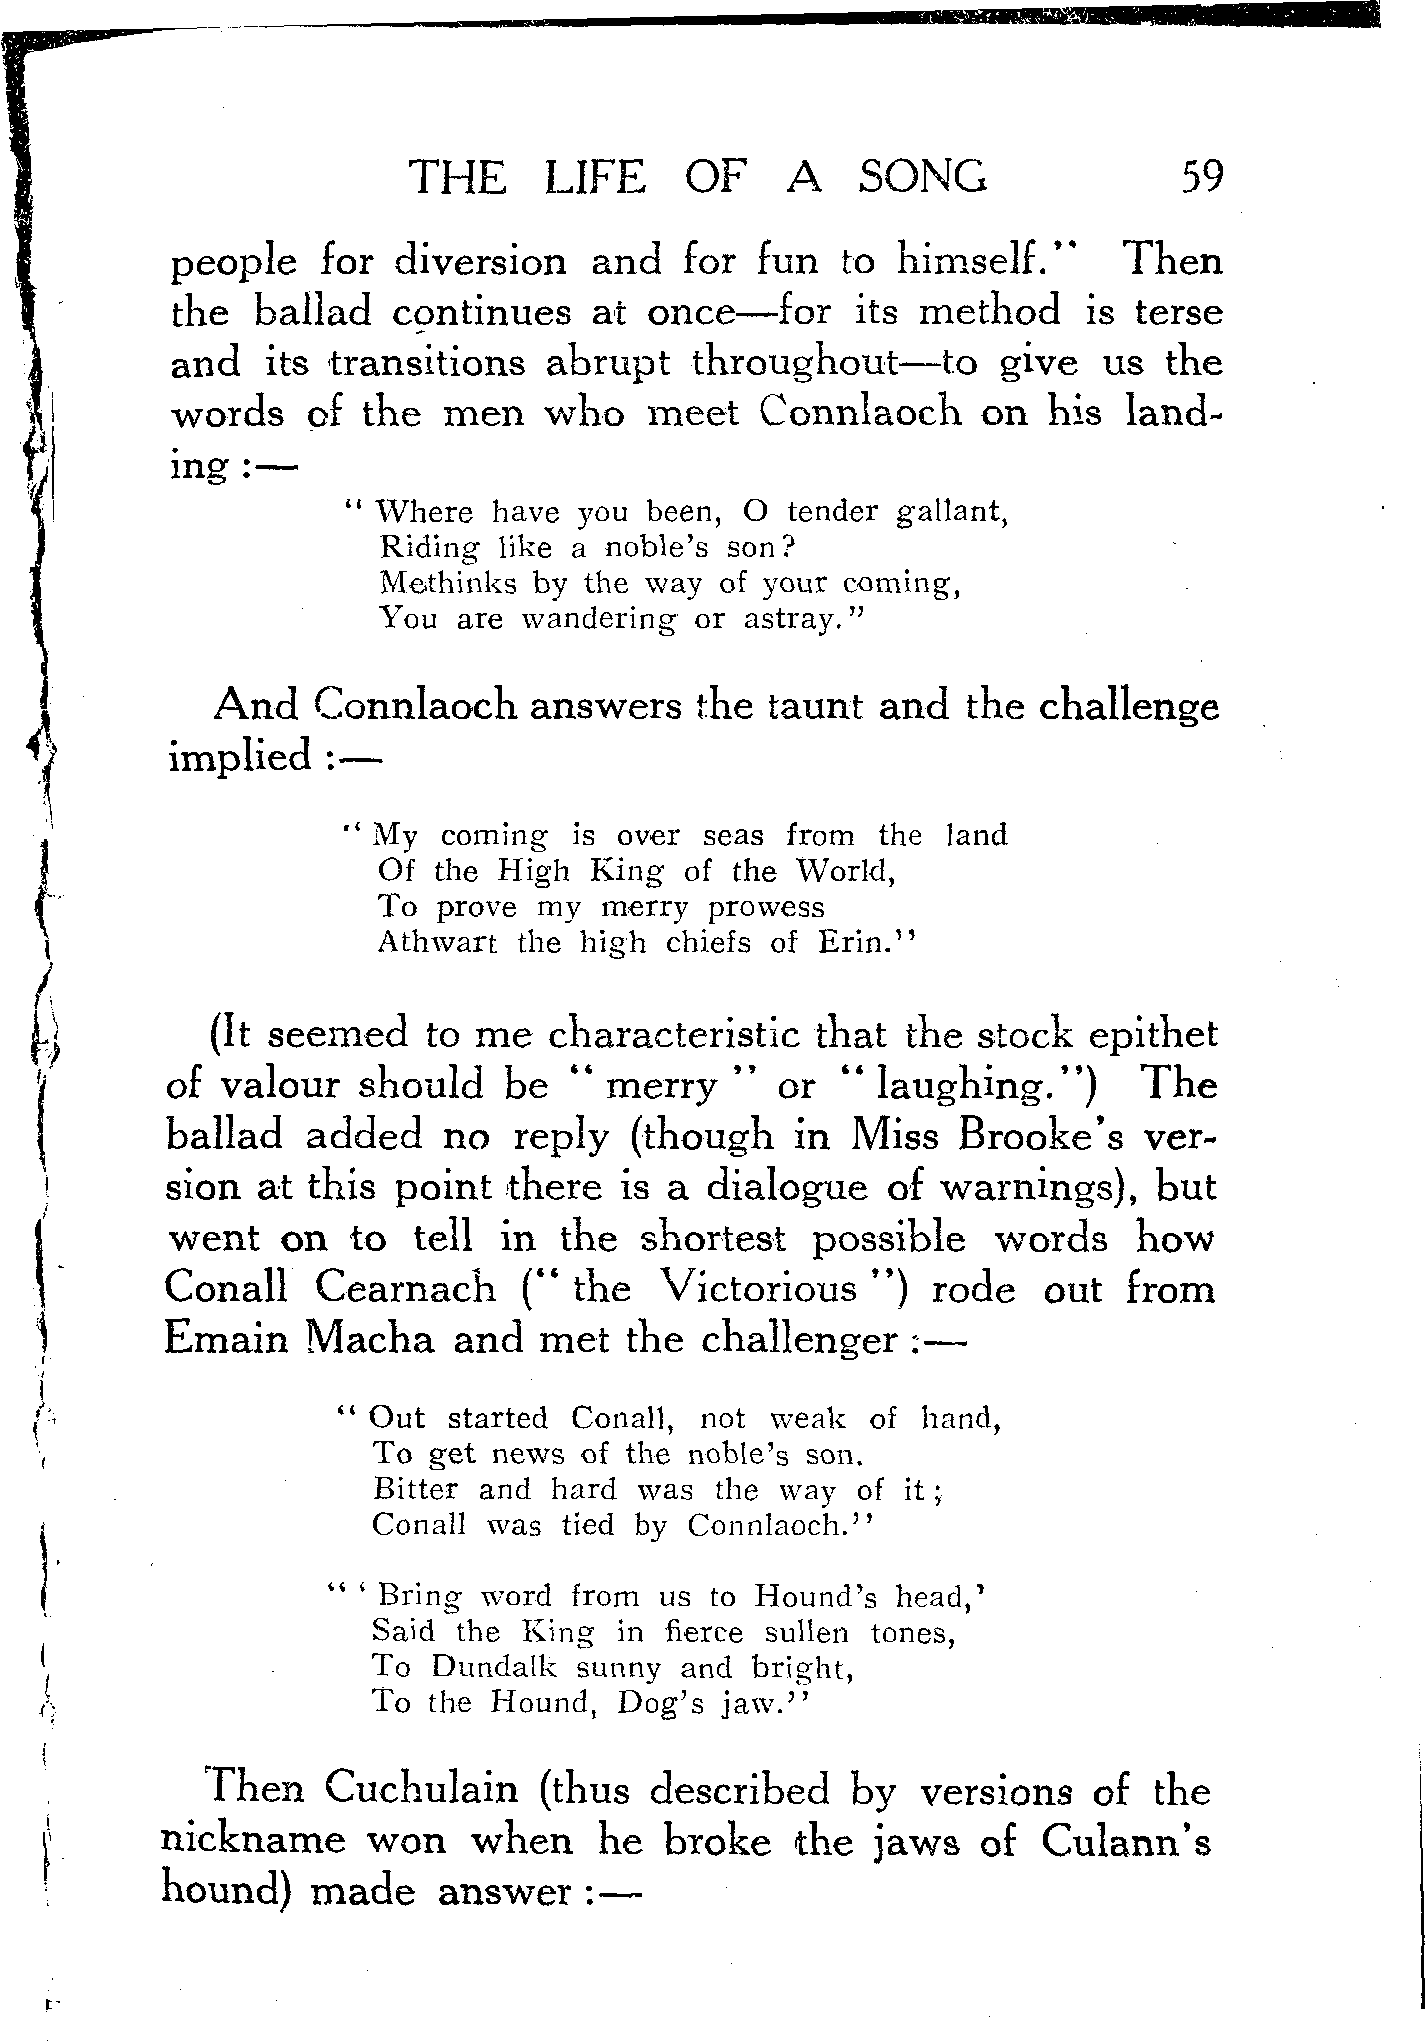 THE LIFE OF A SONG 59
people for diversion and for fun to himself." Then
the ballad continues at once—for its method is terse
and its transitions abrupt throughout—to give us the
words of the men who meet Connlaoch on his land-
ing :—
" Where have you been, O tender gallant,
Riding like a noble's son?
Methinks by the way of your coming,
You are wandering or astray."
And Connlaoch answers the taunt and the challenge
implied :—
" My coming is over seas from the land
Of the High King of the World,
To prove my merry prowess
Athwart the high chiefs of Erin."
(It seemed to me characteristic that the stock epithet
of valour should be " merry " or " laughing.") The
ballad added no reply (though in Miss Brooke's ver-
sion at this point there is a dialogue of warnings), but
went on to tell in the shortest possible words how
Conall Cearnach (" the Victorious ") rode out from
Emain Macha and met the challenger :—
" Out started Conall, not weak of hand,
To get news of the noble's son.
Bitter and hard was the way of it ;
Conall was tied by Connlaoch."
" ' Bring word from us to Hound's head,'
Said the King in fierce sullen tones,
To Dundalk sunny and bright,
To the Hound, Dog's jaw."
Then Cuchulain (thus described by versions of the
nickname won when he broke the jaws of Culann's
hound) made answer :—